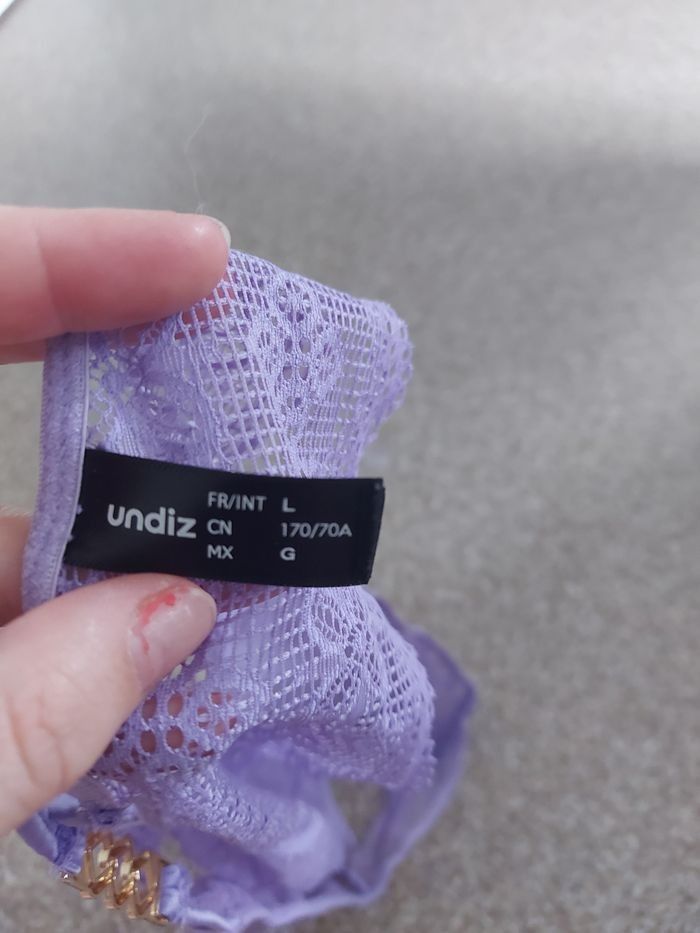 undiz
FR/INT L
CN 170/70A
MX G